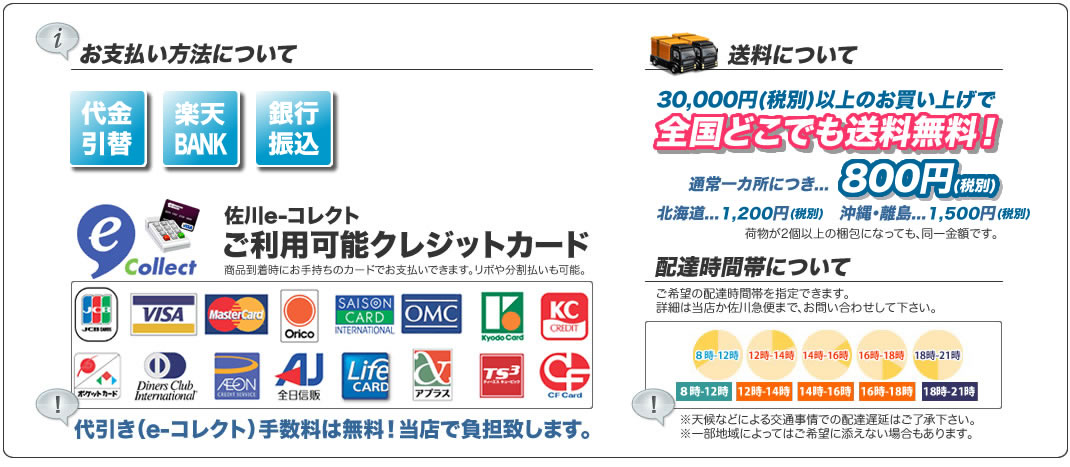 i
お支払い方法について
代金
引替
楽天
BANK
銀行
振込
e
Collect
佐川e-コレクト
ご利用可能クレジットカード
商品到着時にお手持ちのカードでお支払いできます。リボや分割払いも可能。
JCB
JCB CARD
VISA
MasterCard
Orico
SAISON
CARD
INTERNATIONAL
OMC
Kyodo Card
KC
CREDIT
ポケットカード
Diners Club
International
ÆON
CREDIT SERVICE
AJ
全日信販
Life
CARD
アプラス
TS3
ティーエス キュービック
CF Card
!
代引き(e-コレクト)手数料は無料!当店で負担致します。
送料について
30,000円(税別)以上のお買い上げで
全国どこでも送料無料!
通常一カ所につき... 800円(税別)
北海道...1,200円(税別) 沖縄・離島...1,500円(税別)
荷物が2個以上の梱包になっても、同一金額です。
配達時間帯について
ご希望の配達時間帯を指定できます。
詳細は当店か佐川急便まで、お問い合わせして下さい。
8時-12時 12時-14時 14時-16時 16時-18時 18時-21時
8時-12時 12時-14時 14時-16時 16時-18時 18時-21時
!
※天候などによる交通事情での配達遅延はご了承下さい。
※一部地域によってはご希望に添えない場合もあります。